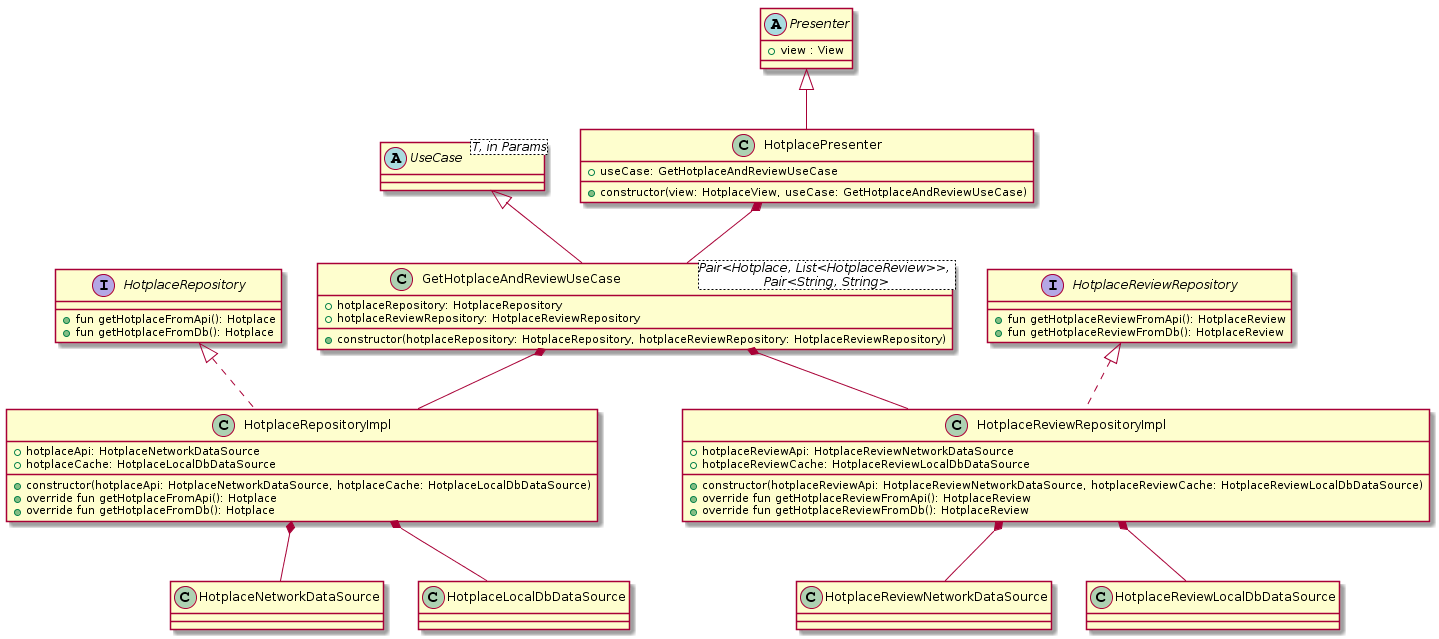 A Presenter
view : View
C HotplacePresenter
useCase: GetHotplaceAndReviewUseCase
constructor(view: HotplaceView, useCase: GetHotplaceAndReviewUseCase)
A UseCase
T, in Params
I HotplaceRepository
fun getHotplaceFromApi(): Hotplace
fun getHotplaceFromDb(): Hotplace
C GetHotplaceAndReviewUseCase
Pair<Hotplace, List<HotplaceReview>>,
Pair<String, String>
hotplaceRepository: HotplaceRepository
hotplaceReviewRepository: HotplaceReviewRepository
constructor(hotplaceRepository: HotplaceRepository, hotplaceReviewRepository: HotplaceReviewRepository)
I HotplaceReviewRepository
fun getHotplaceReviewFromApi(): HotplaceReview
fun getHotplaceReviewFromDb(): HotplaceReview
C HotplaceRepositoryImpl
hotplaceApi: HotplaceNetworkDataSource
hotplaceCache: HotplaceLocalDbDataSource
constructor(hotplaceApi: HotplaceNetworkDataSource, hotplaceCache: HotplaceLocalDbDataSource)
override fun getHotplaceFromApi(): Hotplace
override fun getHotplaceFromDb(): Hotplace
C HotplaceReviewRepositoryImpl
hotplaceReviewApi: HotplaceReviewNetworkDataSource
hotplaceReviewCache: HotplaceReviewLocalDbDataSource
constructor(hotplaceReviewApi: HotplaceReviewNetworkDataSource, hotplaceReviewCache: HotplaceReviewLocalDbDataSource)
override fun getHotplaceReviewFromApi(): HotplaceReview
override fun getHotplaceReviewFromDb(): HotplaceReview
C HotplaceNetworkDataSource
C HotplaceLocalDbDataSource
C HotplaceReviewNetworkDataSource
C HotplaceReviewLocalDbDataSource